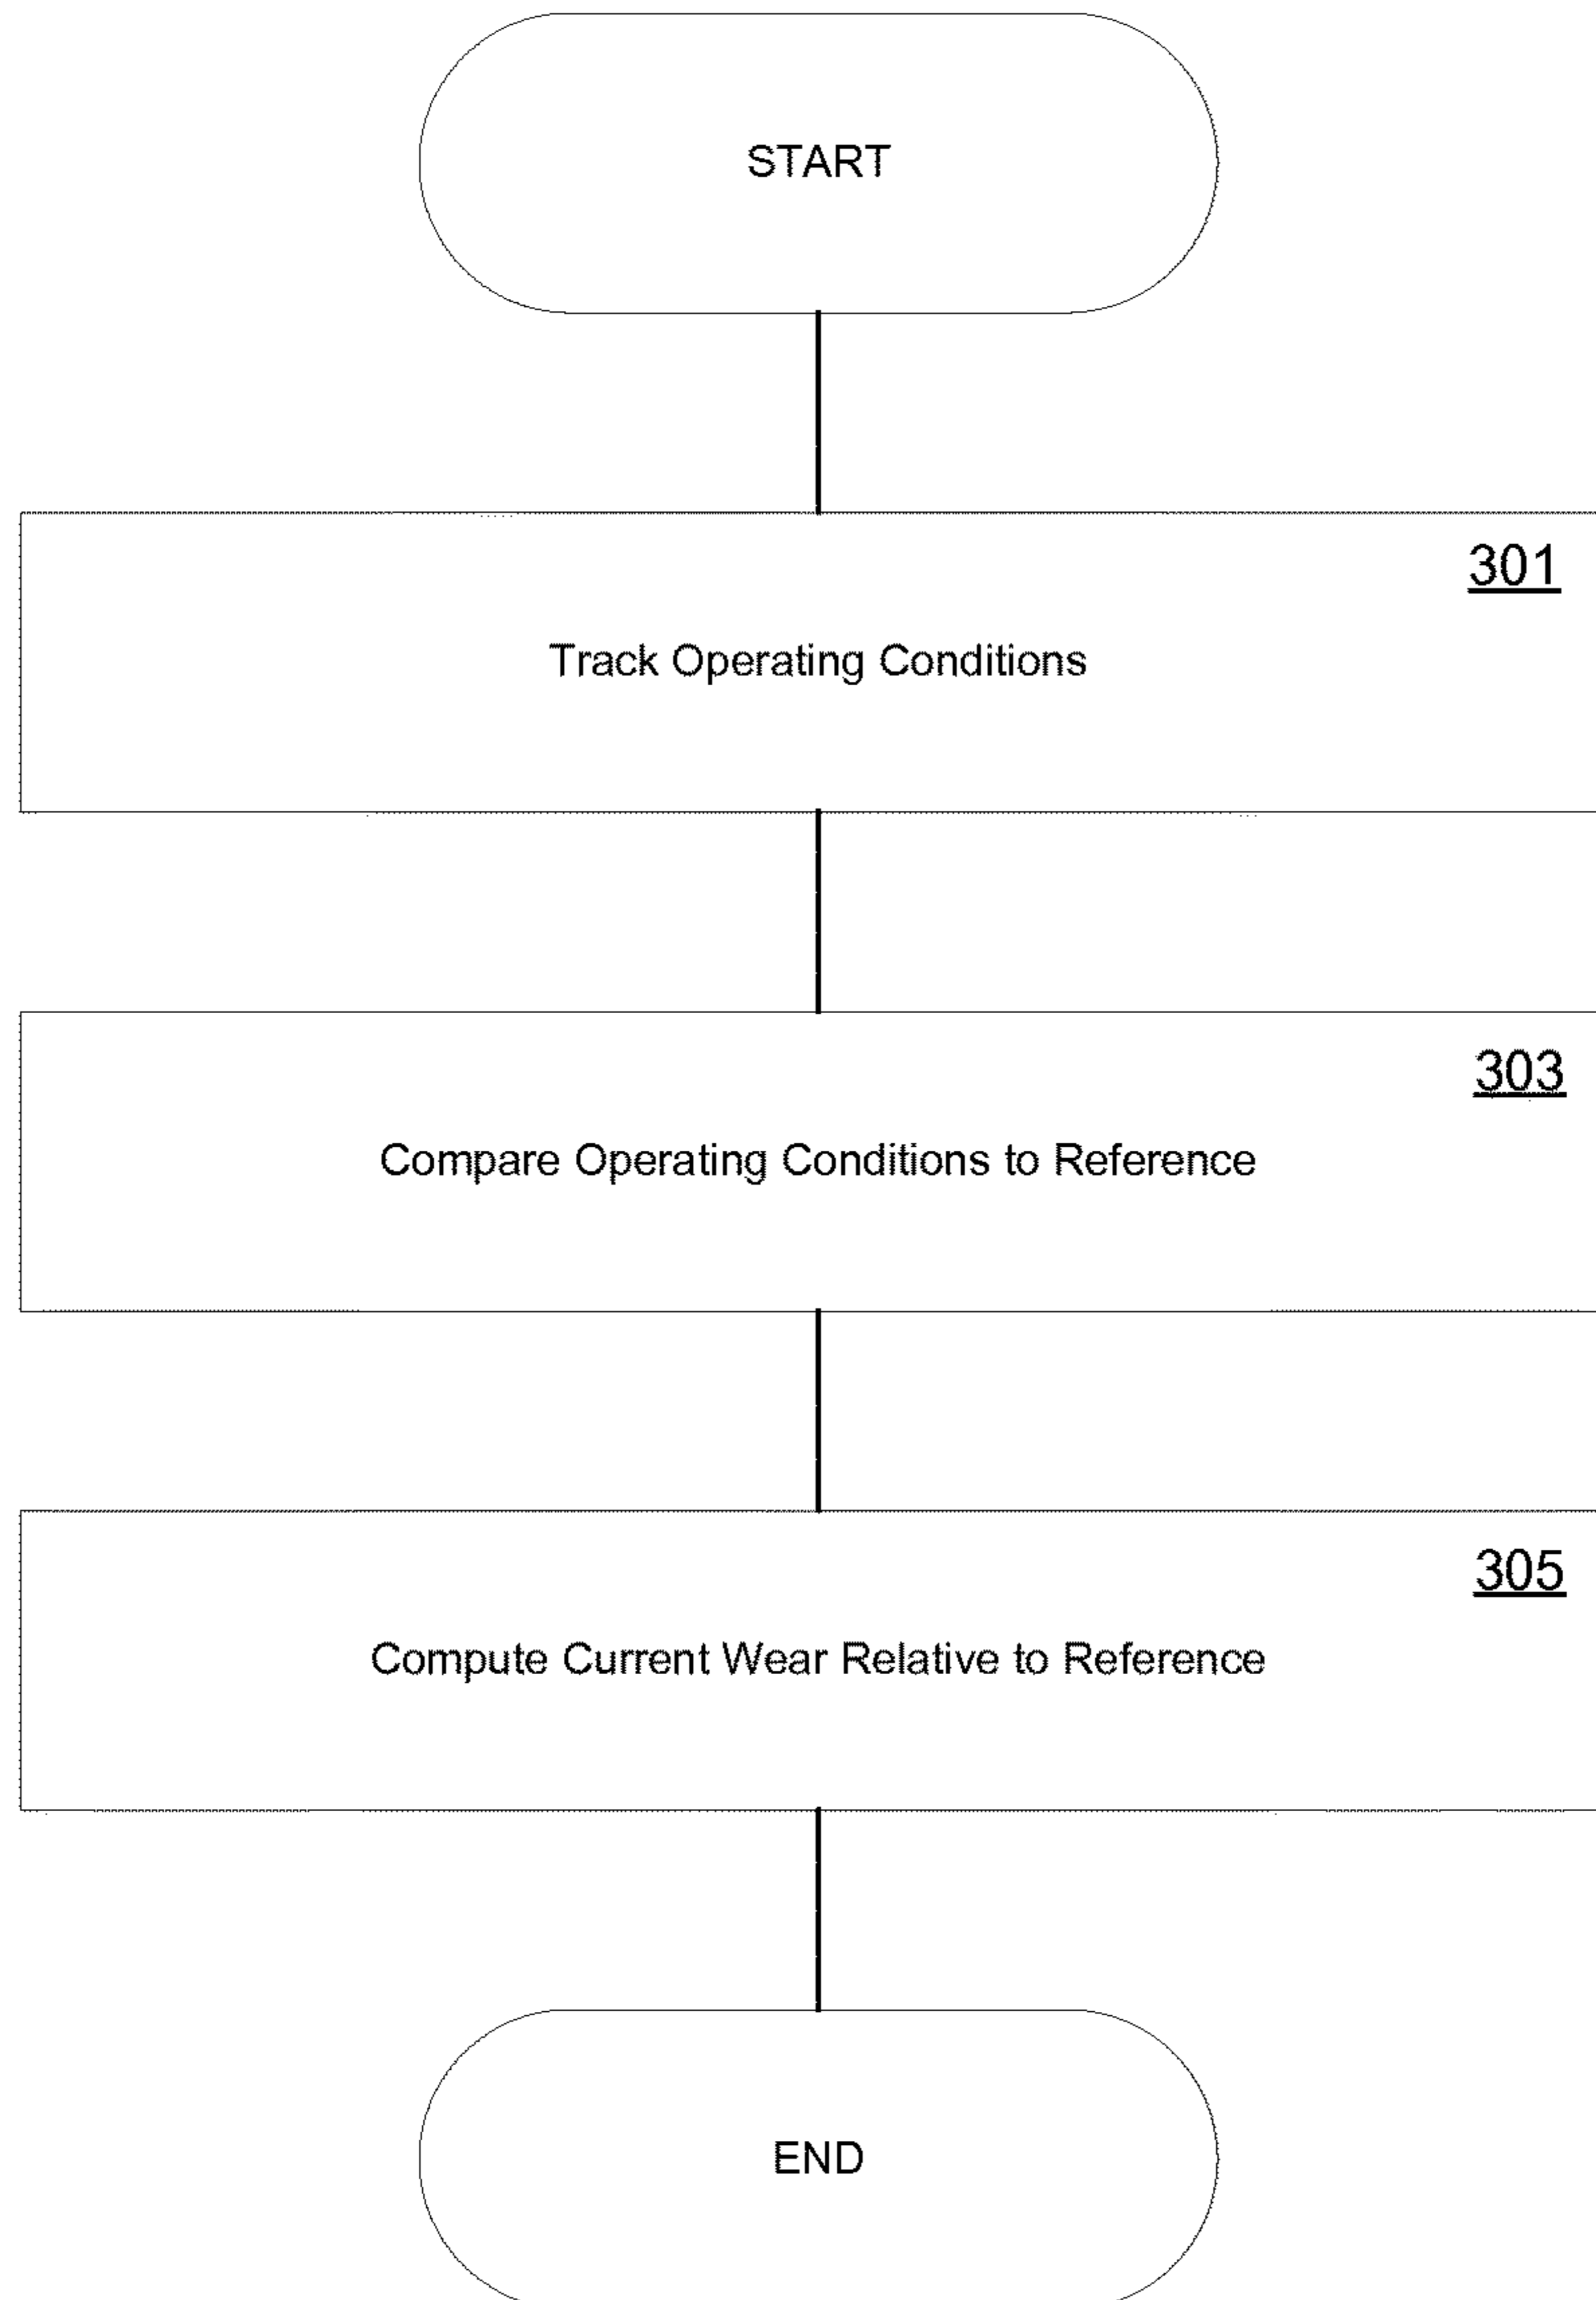 START
301
Track Operating Conditions
303
Compare Operating Conditions to Reference
305
Compute Current Wear Relative to Reference
END